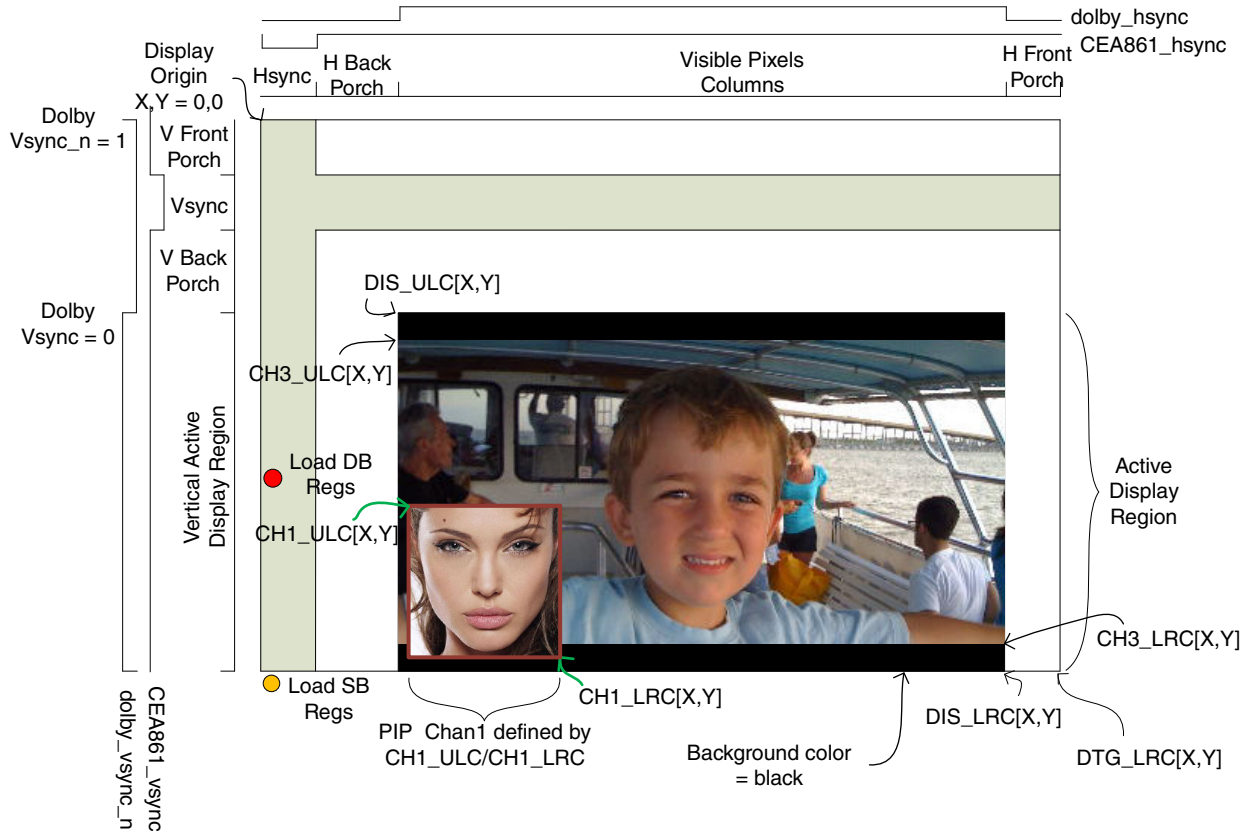 dolby_hsync
CEA861_hsync
Display
Origin
X,Y = 0,0
Hsync
H Back
Porch
Visible Pixels
Columns
H Front
Porch
Dolby
Vsync_n = 1
V Front
Porch
Vsync
V Back
Porch
DIS_ULC[X,Y]
Dolby
Vsync = 0
CH3_ULC[X,Y]
Vertical Active
Display Region
Load DB
Regs
CH1_ULC[X,Y]
Active
Display
Region
CH3_LRC[X,Y]
Load SB
Regs
CH1_LRC[X,Y]
DIS_LRC[X,Y]
PIP Chan1 defined by
CH1_ULC/CH1_LRC
Background color
= black
DTG_LRC[X,Y]
CEA861_vsync
dolby_vsync_n